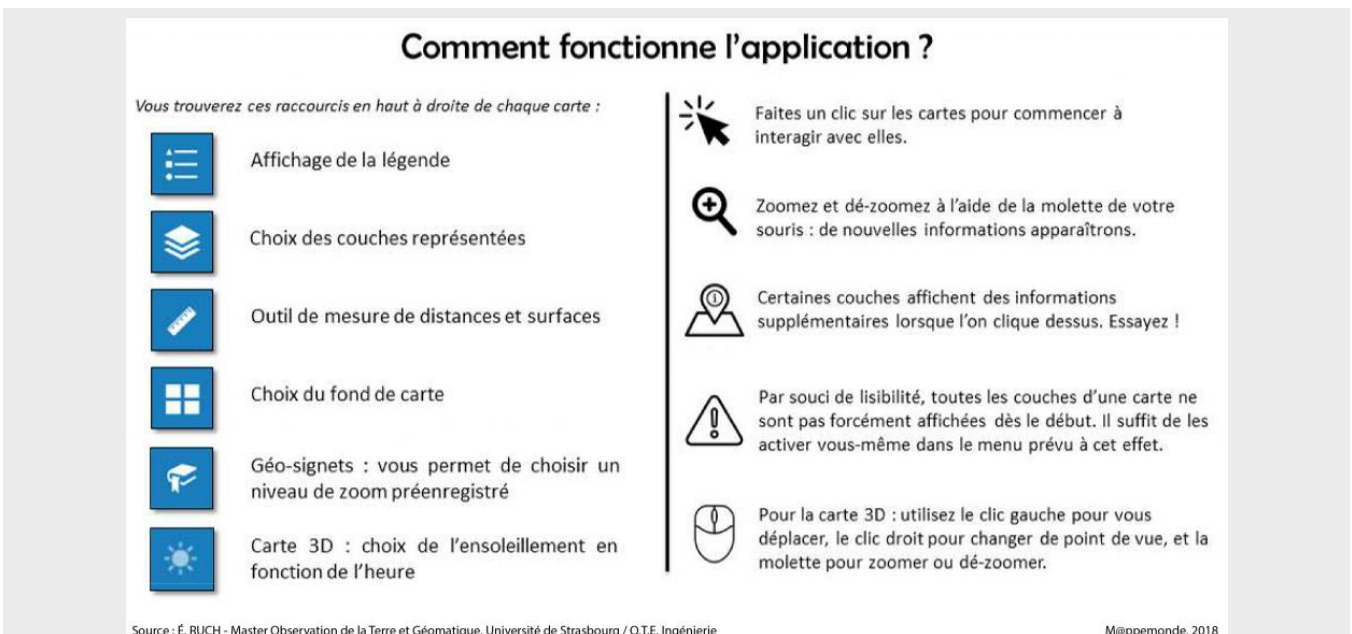 Comment fonctionne l'application ?
Vous trouverez ces raccourcis en haut à droite de chaque carte :
Affichage de la légende
Choix des couches représentées
Outil de mesure de distances et surfaces
Choix du fond de carte
Géo-signets : vous permet de choisir un
niveau de zoom préenregistré
Carte 3D : choix de l'ensoleillement en
fonction de l'heure
Faites un clic sur les cartes pour commencer à
interagir avec elles.
Zoomez et dé-zoomez à l'aide de la molette de votre
souris : de nouvelles informations apparaîtrons.
Certaines couches affichent des informations
supplémentaires lorsque l'on clique dessus. Essayez !
Par souci de lisibilité, toutes les couches d'une carte ne
sont pas forcément affichées dès le début. Il suffit de les
activer vous-même dans le menu prévu à cet effet.
Pour la carte 3D : utilisez le clic gauche pour vous
déplacer, le clic droit pour changer de point de vue, et la
molette pour zoomer ou dé-zoomer.
Source : É. RUCH - Master Observation de la Terre et Géomatique, Université de Strasbourg / O.T.E. Ingénierie
M@ppemonde, 2018